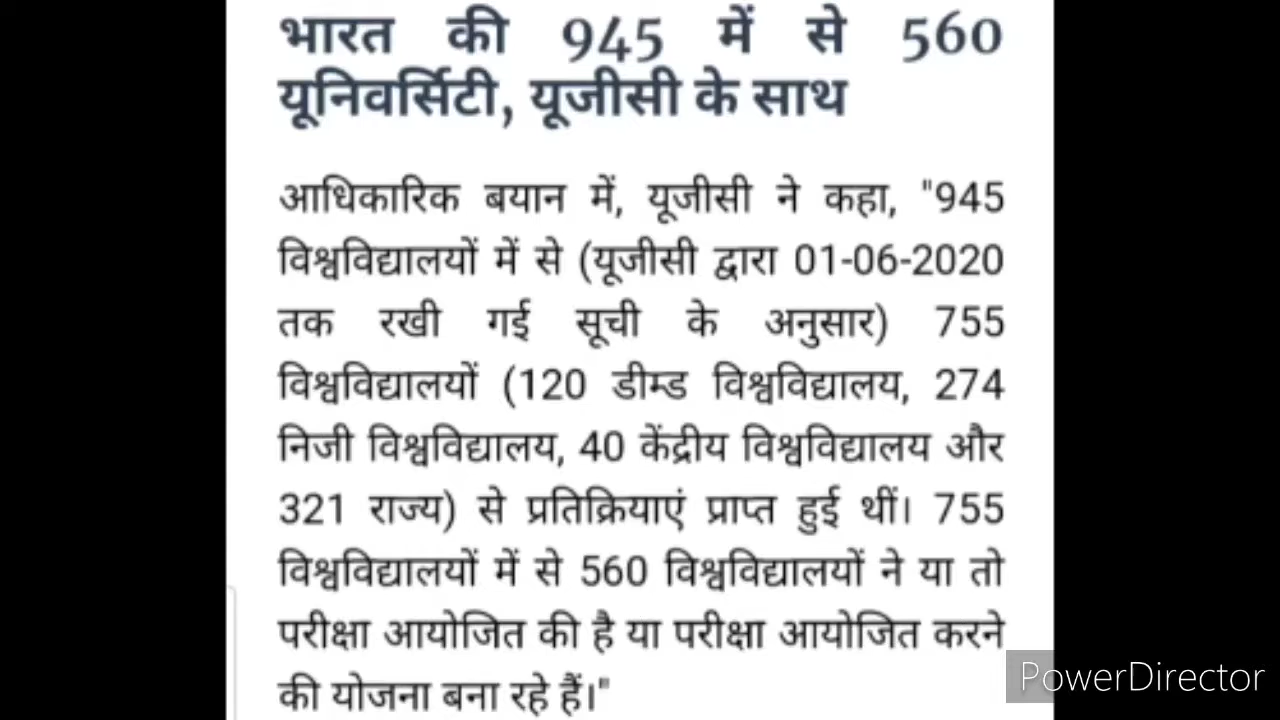 भारत की 945 में से 560
यूनिवर्सिटी, यूजीसी के साथ
आधिकारिक बयान में, यूजीसी ने कहा, "945
विश्वविद्यालयों में से (यूजीसी द्वारा 01-06-2020
तक रखी गई सूची के अनुसार) 755
विश्वविद्यालयों (120 डीम्ड विश्वविद्यालय, 274
निजी विश्वविद्यालय, 40 केंद्रीय विश्वविद्यालय और
321 राज्य) से प्रतिक्रियाएं प्राप्त हुई थीं। 755
विश्वविद्यालयों में से 560 विश्वविद्यालयों ने या तो
परीक्षा आयोजित की है या परीक्षा आयोजित करने
की योजना बना रहे हैं।"
PowerDirector